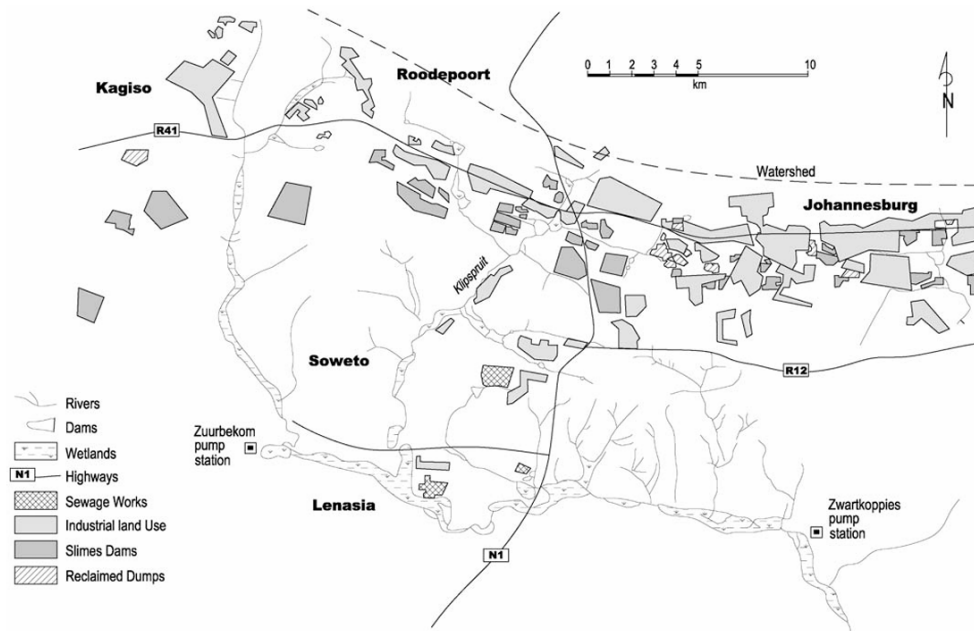 Kagiso
Roodepoort
0 1 2 3 4 5 10
km
N
R41
Watershed
Johannesburg
Klipspruit
Soweto
R12
Rivers
Dams
Wetlands
N1 Highways
Sewage Works
Industrial land Use
Slimes Dams
Reclaimed Dumps
Zuurbekom
pump
station
Lenasia
Zwartkoppies
pump
station
N1